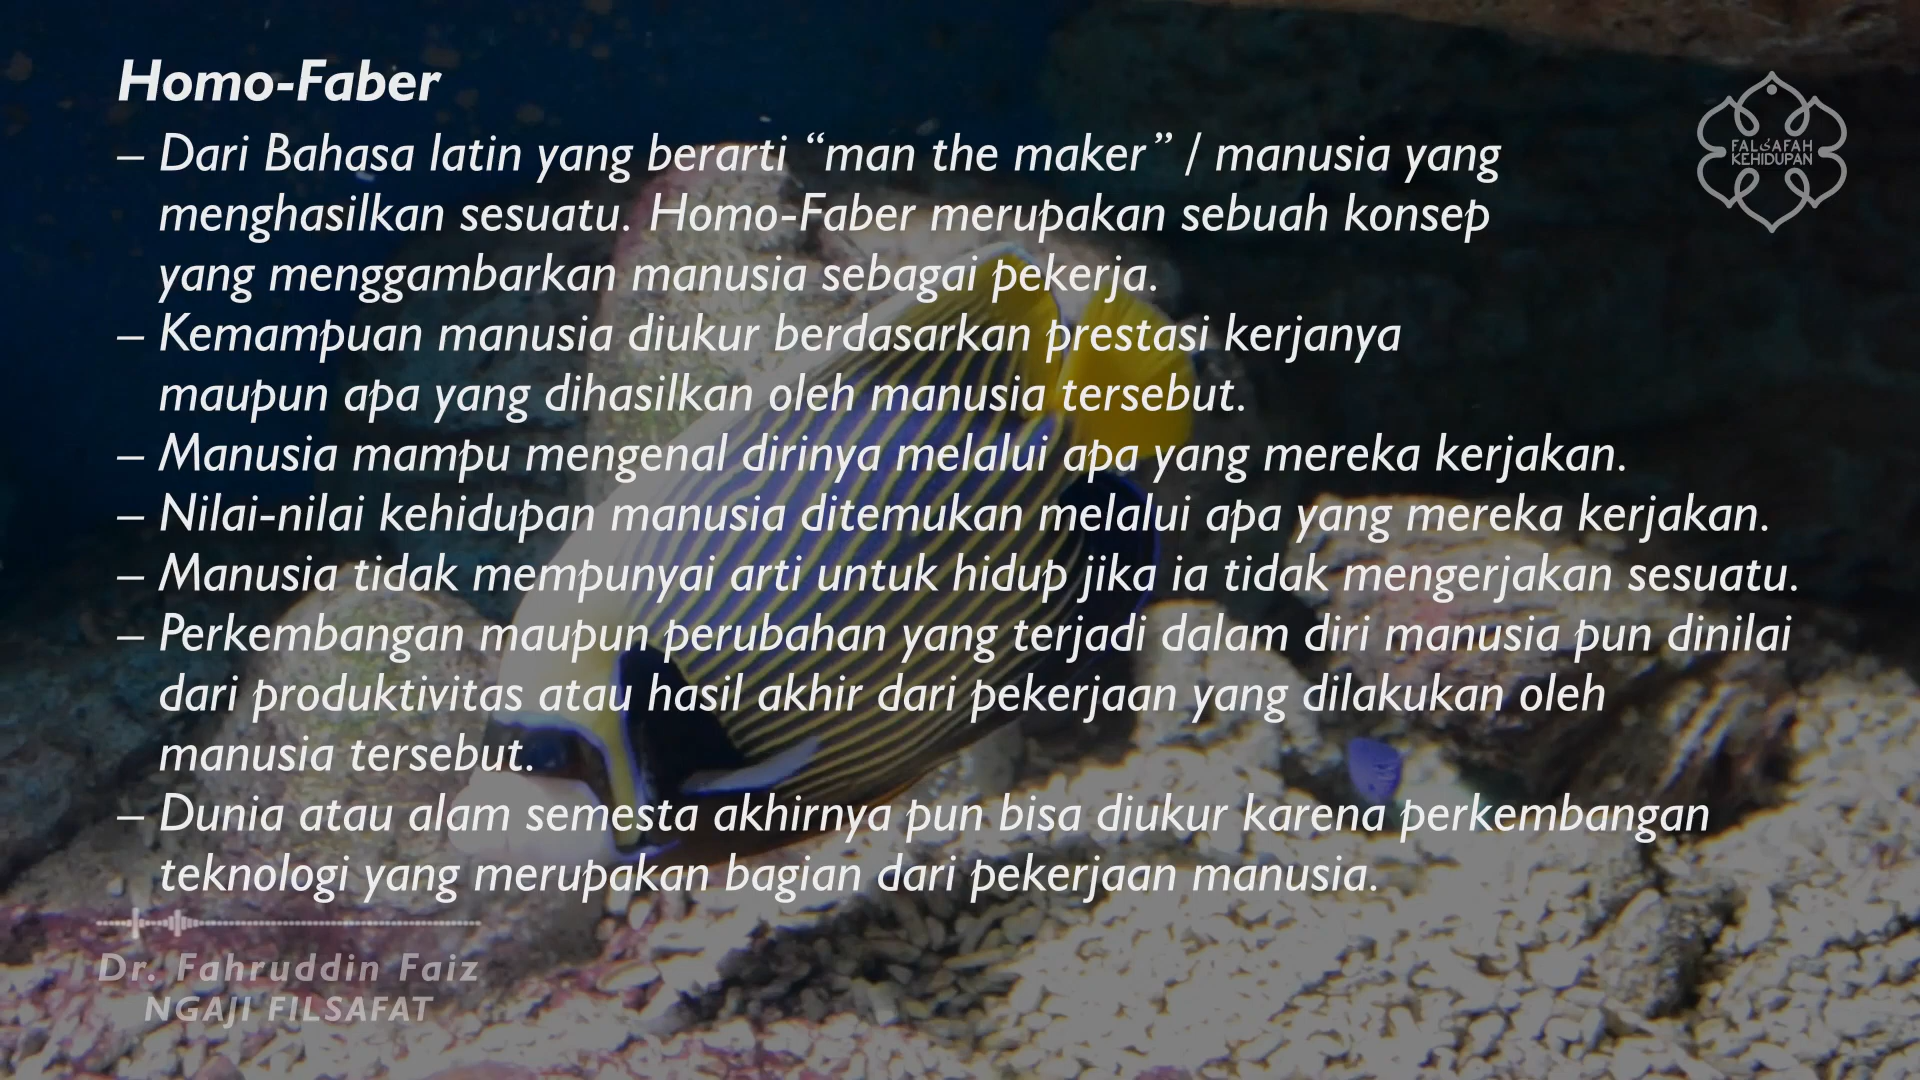 Homo-Faber
– Dari Bahasa latin yang berarti “man the maker” / manusia yang
menghasilkan sesuatu. Homo-Faber merupakan sebuah konsep
yang menggambarkan manusia sebagai pekerja.
– Kemampuan manusia diukur berdasarkan prestasi kerjanya
maupun apa yang dihasilkan oleh manusia tersebut.
– Manusia mampu mengenal dirinya melalui apa yang mereka kerjakan.
– Nilai-nilai kehidupan manusia ditemukan melalui apa yang mereka kerjakan.
– Manusia tidak mempunyai arti untuk hidup jika ia tidak mengerjakan sesuatu.
– Perkembangan maupun perubahan yang terjadi dalam diri manusia pun dinilai
dari produktivitas atau hasil akhir dari pekerjaan yang dilakukan oleh
manusia tersebut.
– Dunia atau alam semesta akhirnya pun bisa diukur karena perkembangan
teknologi yang merupakan bagian dari pekerjaan manusia.
FALSAFAH
KEHIDUPAN
Dr. Fahruddin Faiz
NGAJI FILSAFAT